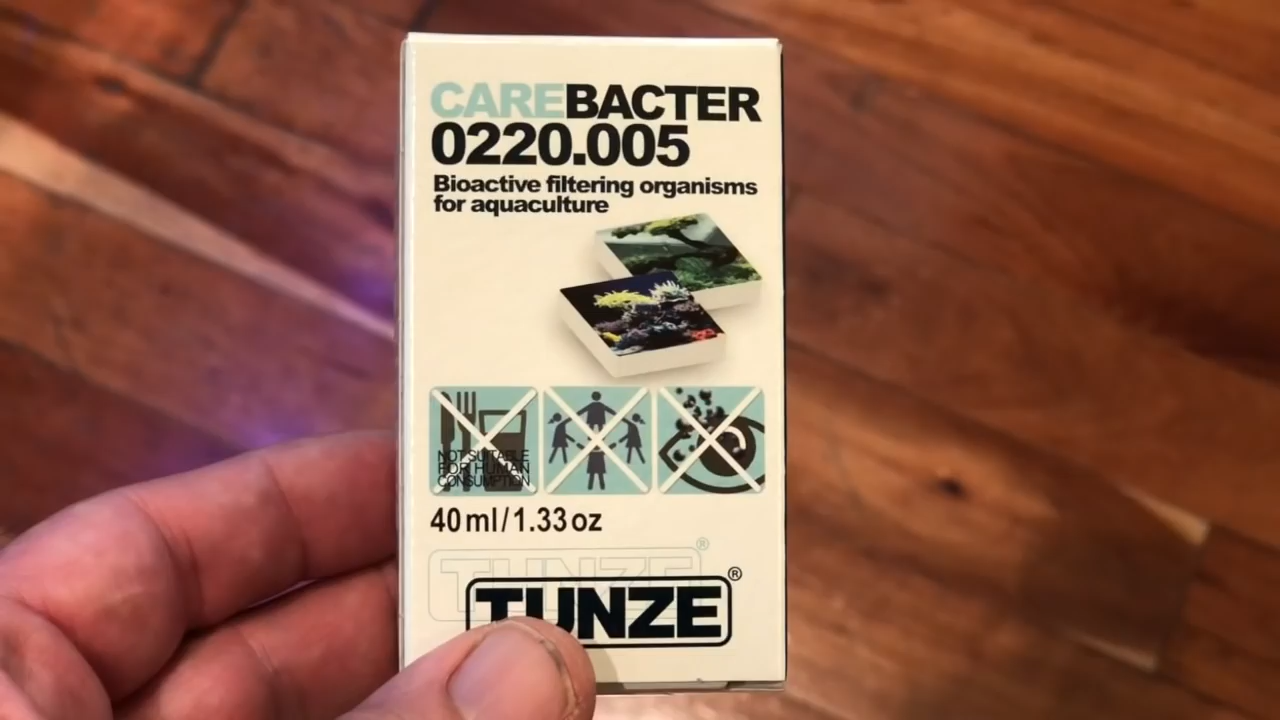 CAREBACTER
0220.005
Bioactive filtering organisms
for aquaculture
NOT SUITABLE
FOR HUMAN
CONSUMPTION
40 ml / 1.33 oz
TUNZE®
TUNZE®